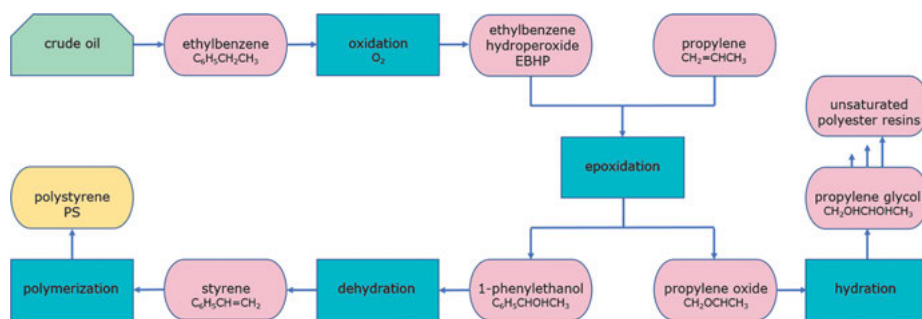 crude oil
ethylbenzene
C₆H₅CH₂CH₃
oxidation
O₂
ethylbenzene
hydroperoxide
EBHP
propylene
CH₂=CHCH₃
unsaturated
polyester resins
epoxidation
polystyrene
PS
propylene glycol
CH₂OHCHOHCH₃
polymerization
styrene
C₆H₅CH=CH₂
dehydration
1-phenylethanol
C₆H₅CHOHCH₃
propylene oxide
CH₂OCHCH₃
hydration